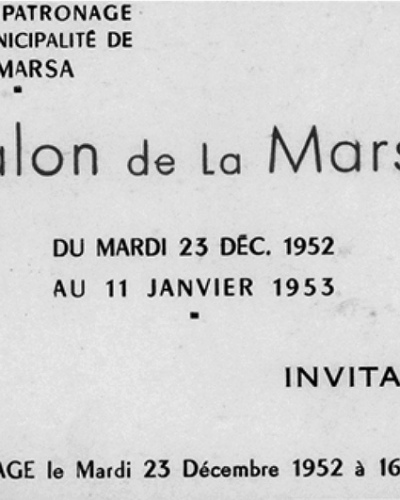 PATRONAGE
NICIPALITÉ DE
MARSA
alon de La Mars
DU MARDI 23 DÉC. 1952
AU 11 JANVIER 1953
INVITA
AGE le Mardi 23 Décembre 1952 à 16